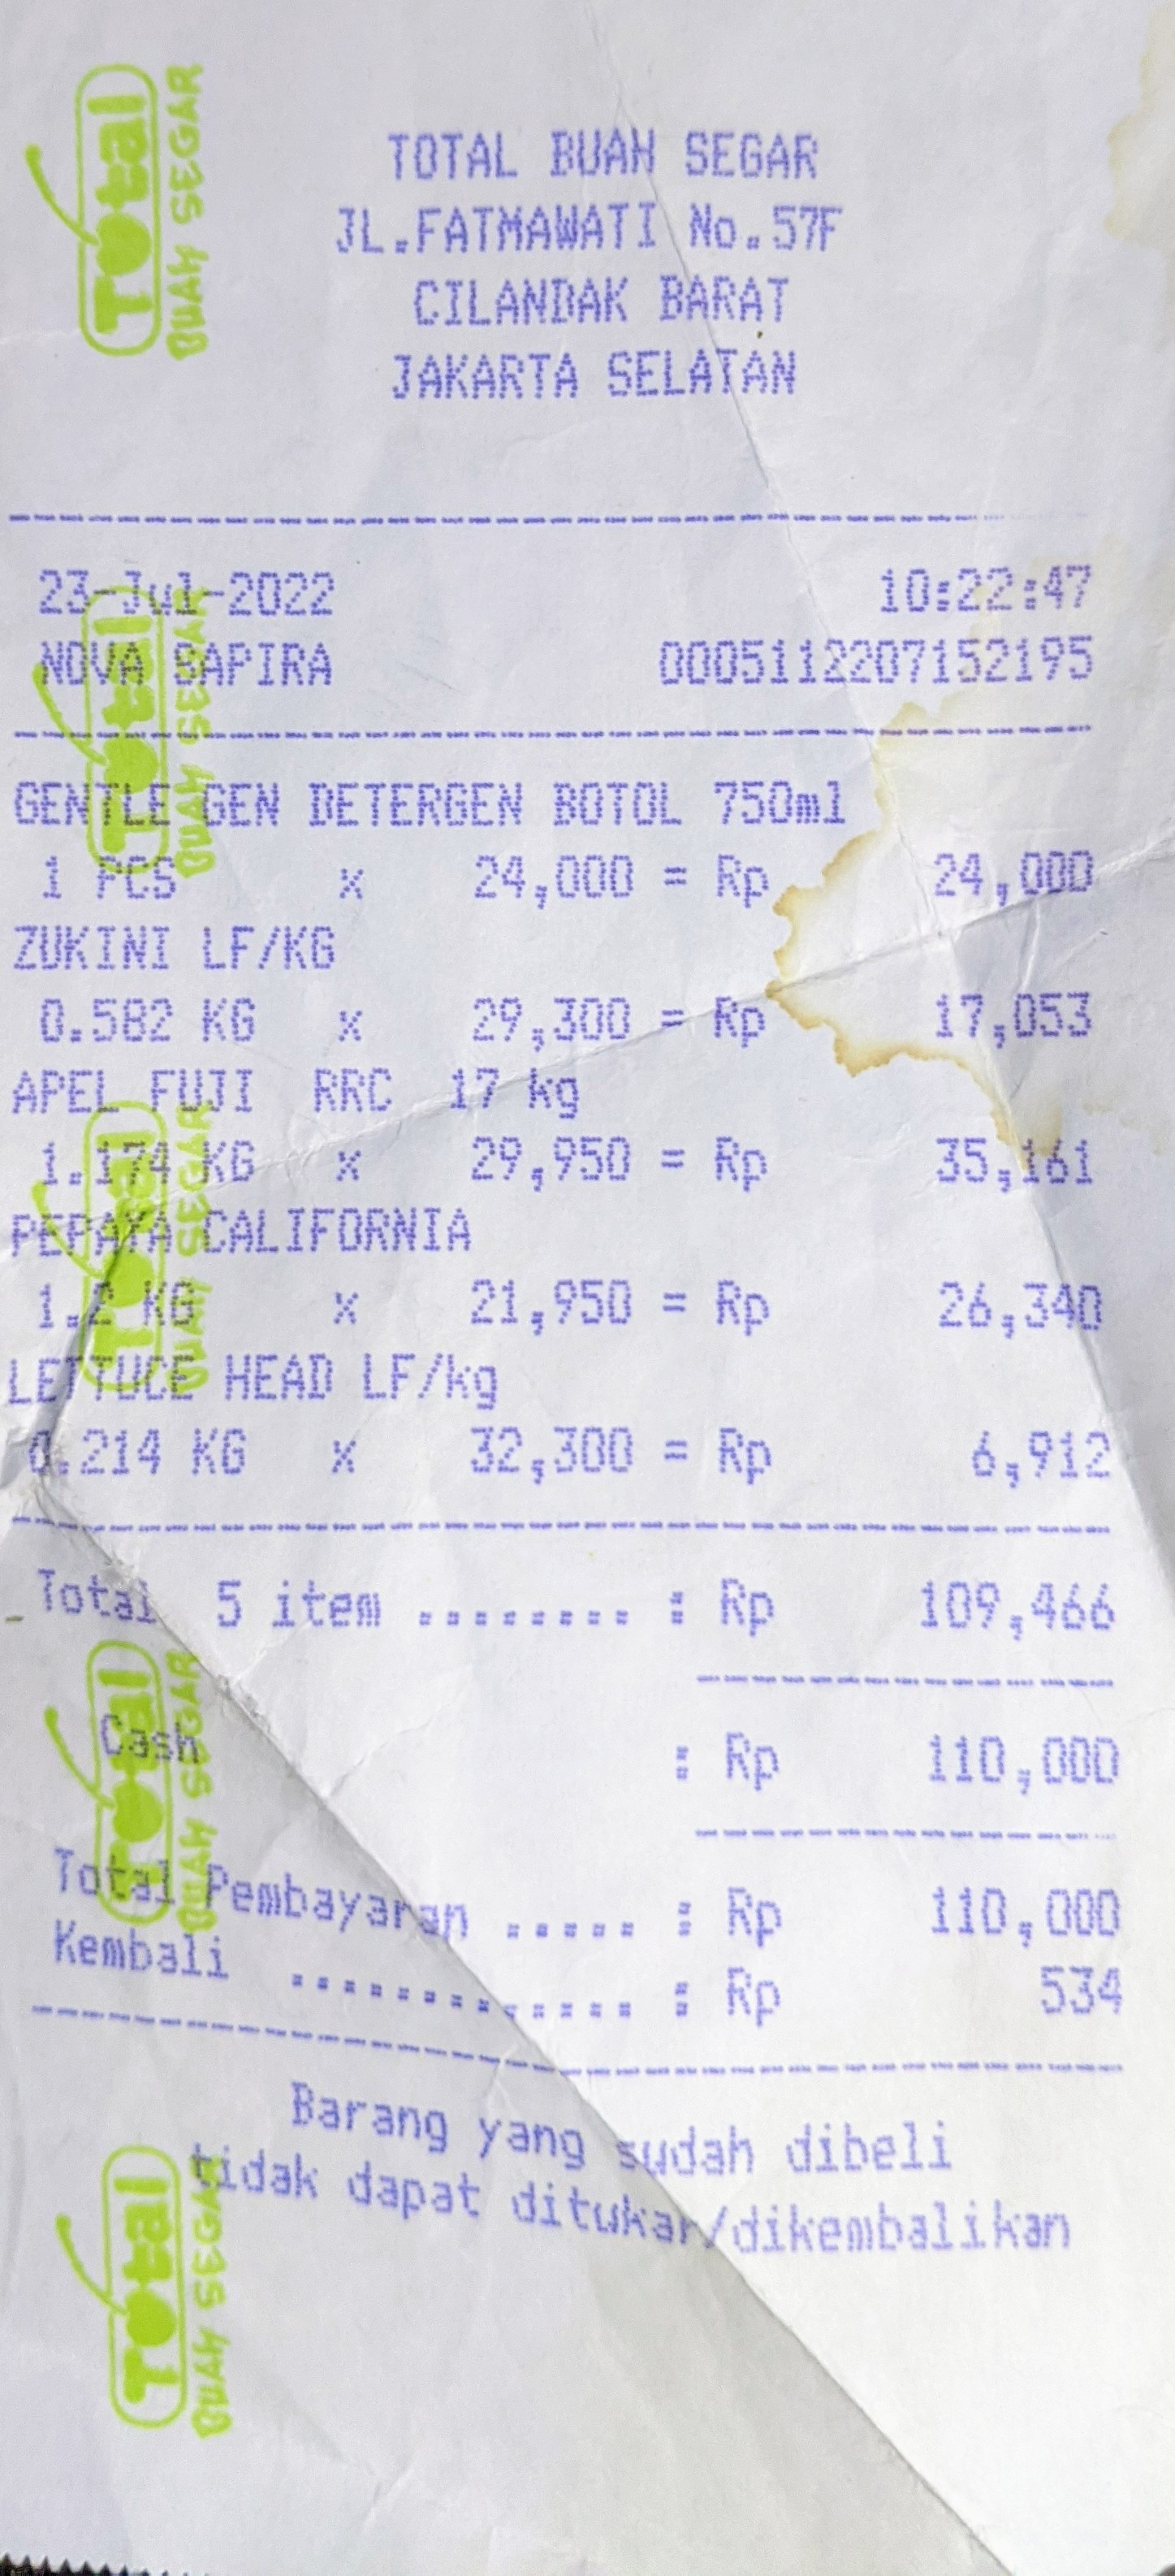 TOTAL BUAH SEGAR
JL.FATMAWATI No.57F
CILANDAK BARAT
JAKARTA SELATAN
23-Jul-2022 10:22:47
NOVA SAPIRA 0005112207152195
GENTLE GEN DETERGEN BOTOL 750ml
1 PCS x 24,000 = Rp 24,000
ZUKINI LF/KG
0.582 KG x 29,300 = Rp 17,053
APEL FUJI RRC 17 kg
1.174 KG x 29,950 = Rp 35,161
PEPAYA CALIFORNIA
1.2 KG x 21,950 = Rp 26,340
LETTUCE HEAD LF/kg
0.214 KG x 32,300 = Rp 6,912
Total 5 item ........ : Rp 109,466
Cash : Rp 110,000
Total Pembayaran ..... : Rp 110,000
Kembali ............. : Rp 534
Barang yang sudah dibeli
tidak dapat ditukar/dikembalikan
Total
BUAH SEGAR
Total
BUAH SEGAR
Total
BUAH SEGAR
Total
BUAH SEGAR
Total
BUAH SEGAR